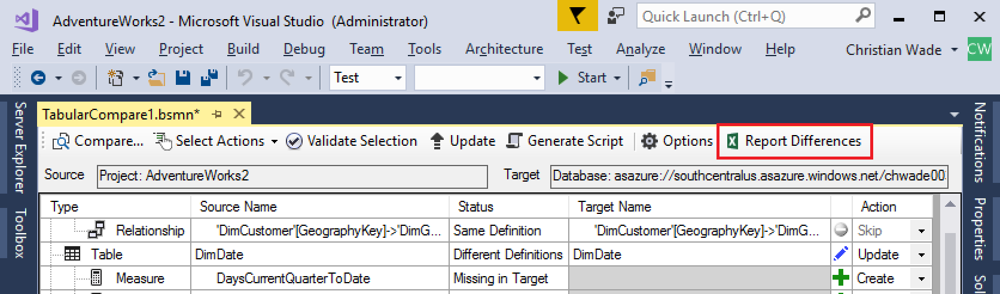 AdventureWorks2 - Microsoft Visual Studio (Administrator)
Quick Launch (Ctrl+Q)
File Edit View Project Build Debug Team Tools Architecture Test Analyze Window Help Christian Wade CW
Test Start
Server Explorer
Toolbox
TabularCompare1.bsmn*
Compare... Select Actions Validate Selection Update Generate Script Options Report Differences
Source Project: AdventureWorks2 Target Database: asazure://southcentralus.asazure.windows.net/chwade00
Type Source Name Status Target Name Action
Relationship 'DimCustomer'[GeographyKey]->'DimG... Same Definition 'DimCustomer'[GeographyKey]->'DimG... Skip
Table DimDate Different Definitions DimDate Update
Measure DaysCurrentQuarterToDate Missing in Target Create
Notifications
Properties
Sol